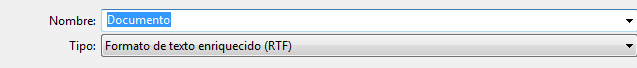 Nombre: Documento
Tipo: Formato de texto enriquecido (RTF)